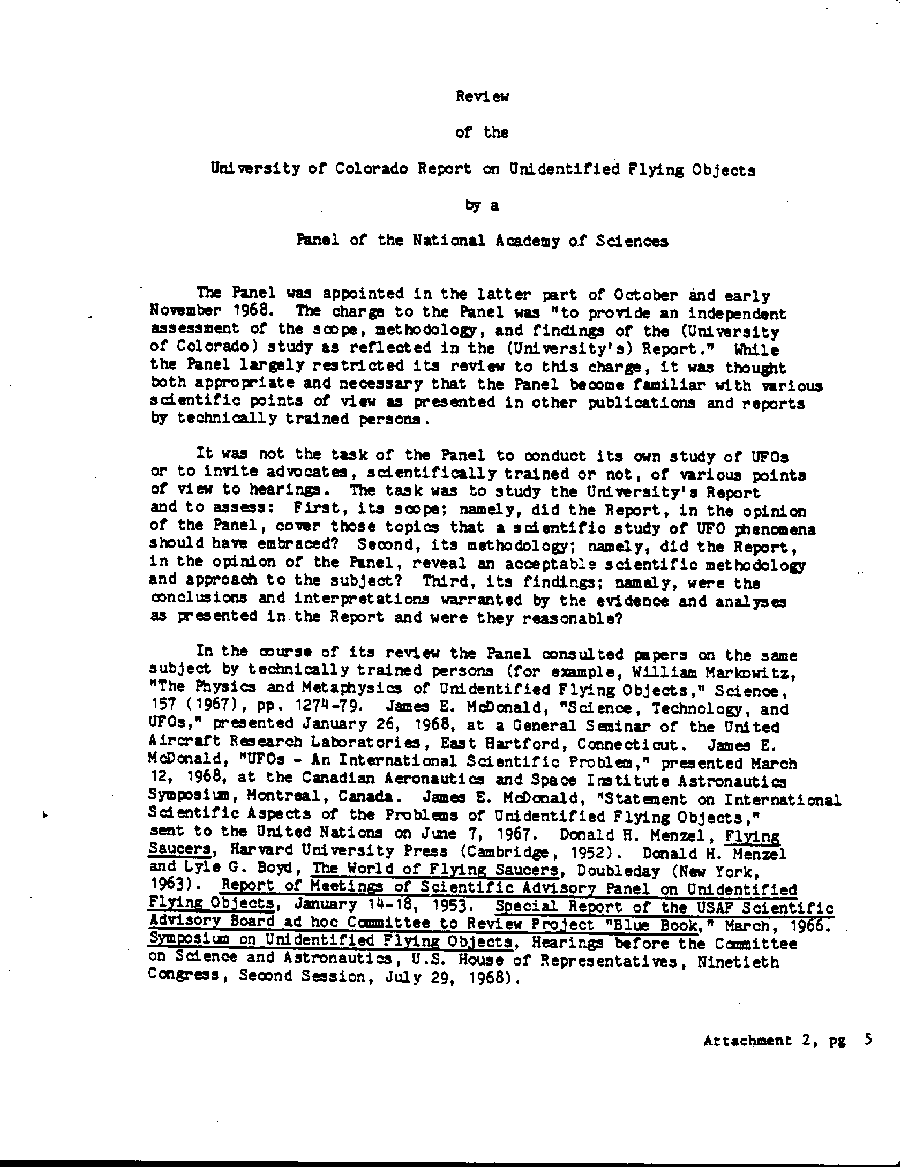 Review
of the
University of Colorado Report on Unidentified Flying Objects
by a
Panel of the National Academy of Sciences
The Panel was appointed in the latter part of October and early
November 1968. The charge to the Panel was "to provide an independent
assessment of the scope, methodology, and findings of the (University
of Colorado) study as reflected in the (University's) Report." While
the Panel largely restricted its review to this charge, it was thought
both appropriate and necessary that the Panel become familiar with various
scientific points of view as presented in other publications and reports
by technically trained persons.
It was not the task of the Panel to conduct its own study of UFOs
or to invite advocates, scientifically trained or not, of various points
of view to hearings. The task was to study the University's Report
and to assess: First, its scope; namely, did the Report, in the opinion
of the Panel, cover those topics that a scientific study of UFO phenomena
should have embraced? Second, its methodology; namely, did the Report,
in the opinion of the Panel, reveal an acceptable scientific methodology
and approach to the subject? Third, its findings; namely, were the
conclusions and interpretations warranted by the evidence and analyses
as presented in the Report and were they reasonable?
In the course of its review the Panel consulted papers on the same
subject by technically trained persons (for example, William Markowitz,
"The Physics and Metaphysics of Unidentified Flying Objects," Science,
157 (1967), pp. 1274-79. James E. McDonald, "Science, Technology, and
UFOs," presented January 26, 1968, at a General Seminar of the United
Aircraft Research Laboratories, East Hartford, Connecticut. James E.
McDonald, "UFOs - An International Scientific Problem," presented March
12, 1968, at the Canadian Aeronautics and Space Institute Astronautics
Symposium, Montreal, Canada. James E. McDonald, "Statement on International
Scientific Aspects of the Problems of Unidentified Flying Objects,"
sent to the United Nations on June 7, 1967. Donald H. Menzel, Flying
Saucers, Harvard University Press (Cambridge, 1952). Donald H. Menzel
and Lyle G. Boyd, The World of Flying Saucers, Doubleday (New York,
1963). Report of Meetings of Scientific Advisory Panel on Unidentified
Flying Objects, January 14-18, 1953. Special Report of the USAF Scientific
Advisory Board ad hoc Committee to Review Project "Blue Book," March, 1966.
Symposium on Unidentified Flying Objects, Hearings before the Committee
on Science and Astronautics, U.S. House of Representatives, Ninetieth
Congress, Second Session, July 29, 1968).
Attachment 2, pg 5